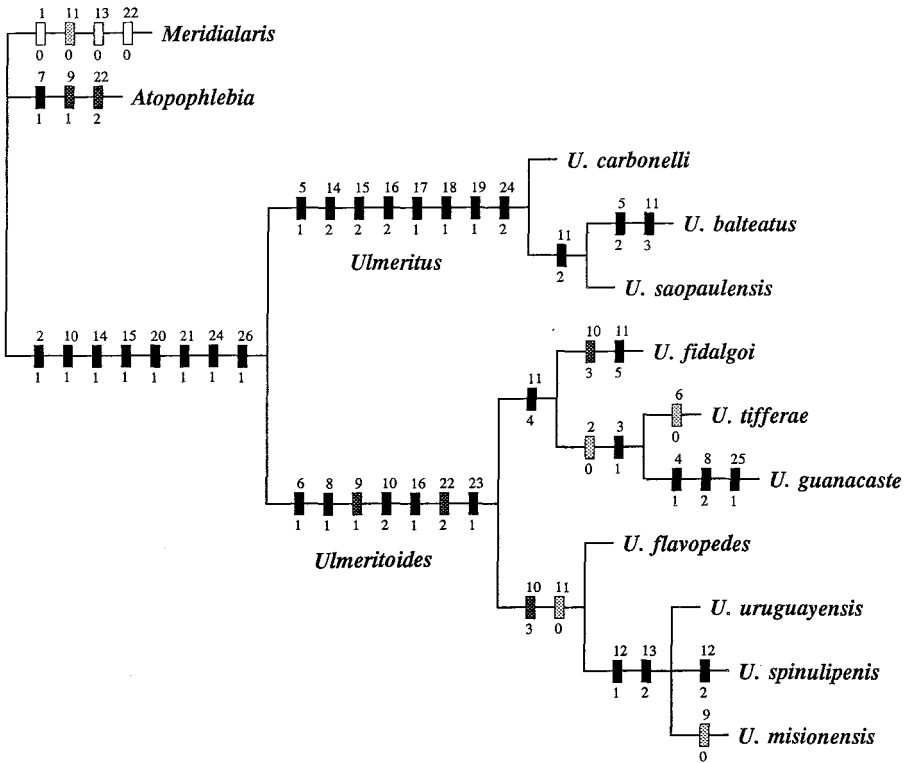 1 11 13 22
Meridialaris
0 0 0 0
7 9 22
Atopophlebia
1 1 2
U. carbonelli
5 14 15 16 17 18 19 24
1 2 2 2 1 1 1 2
Ulmeritus
5 11
U. balteatus
2 3
11
2
U. saopaulensis
2 10 14 15 20 21 24 26
1 1 1 1 1 1 1 1
10 11
U. fidalgoi
3 5
11
4
6
U. tifferae
0
2 3
0 1
4 8 25
U. guanacaste
1 2 1
6 8 9 10 16 22 23
1 1 1 2 1 2 1
Ulmeritoides
U. flavopedes
10 11
3 0
U. uruguayensis
12 13
1 2
12
U. spinulipenis
2
9
U. misionensis
0